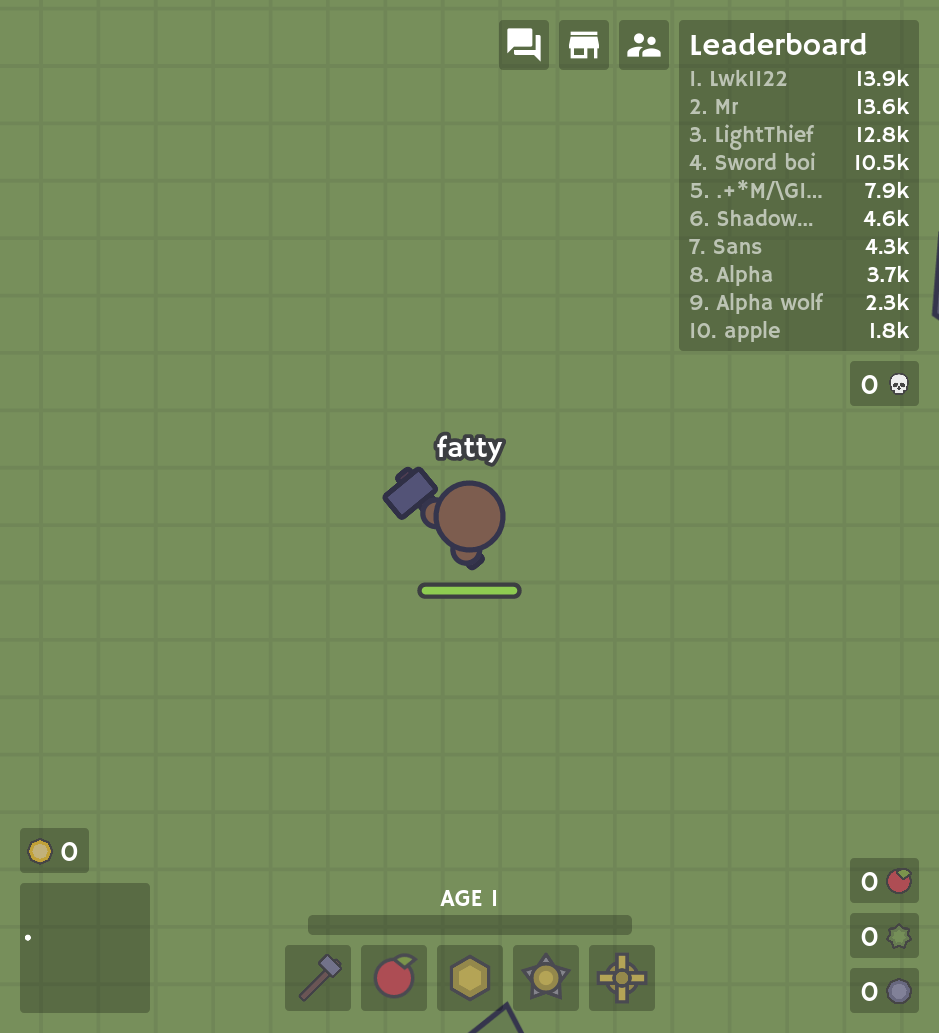 Leaderboard
1. Lwk1122 13.9k
2. Mr 13.6k
3. LightThief 12.8k
4. Sword boi 10.5k
5. .+*M/\GI... 7.9k
6. Shadow... 4.6k
7. Sans 4.3k
8. Alpha 3.7k
9. Alpha wolf 2.3k
10. apple 1.8k
0
fatty
0
AGE 1
0
0
0